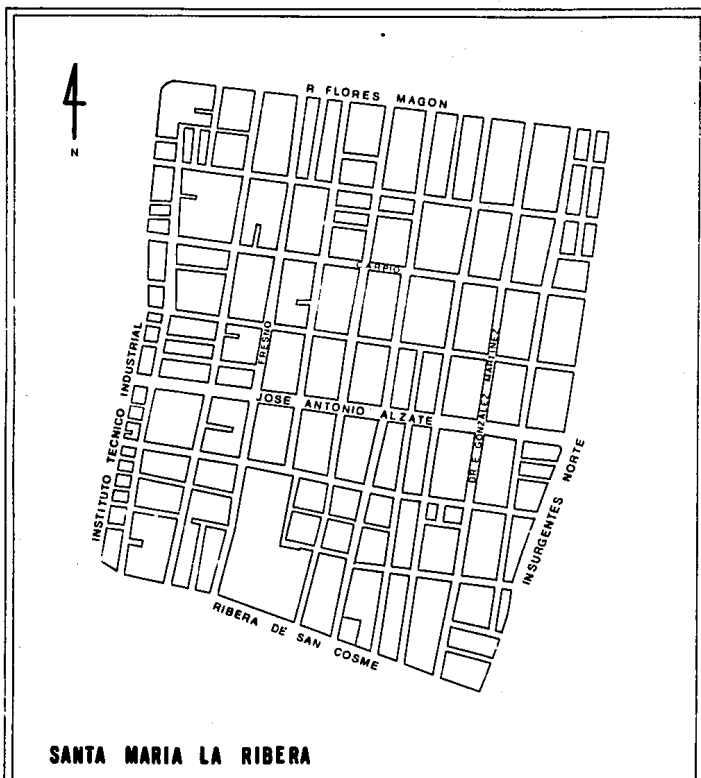 R FLORES MAGON
N
CARPIO
FRESNO
INSTITUTO TECNICO INDUSTRIAL
DR E. GONZALEZ MARTINEZ
JOSE ANTONIO ALZATE
INSURGENTES NORTE
RIBERA DE SAN COSME
SANTA MARIA LA RIBERA